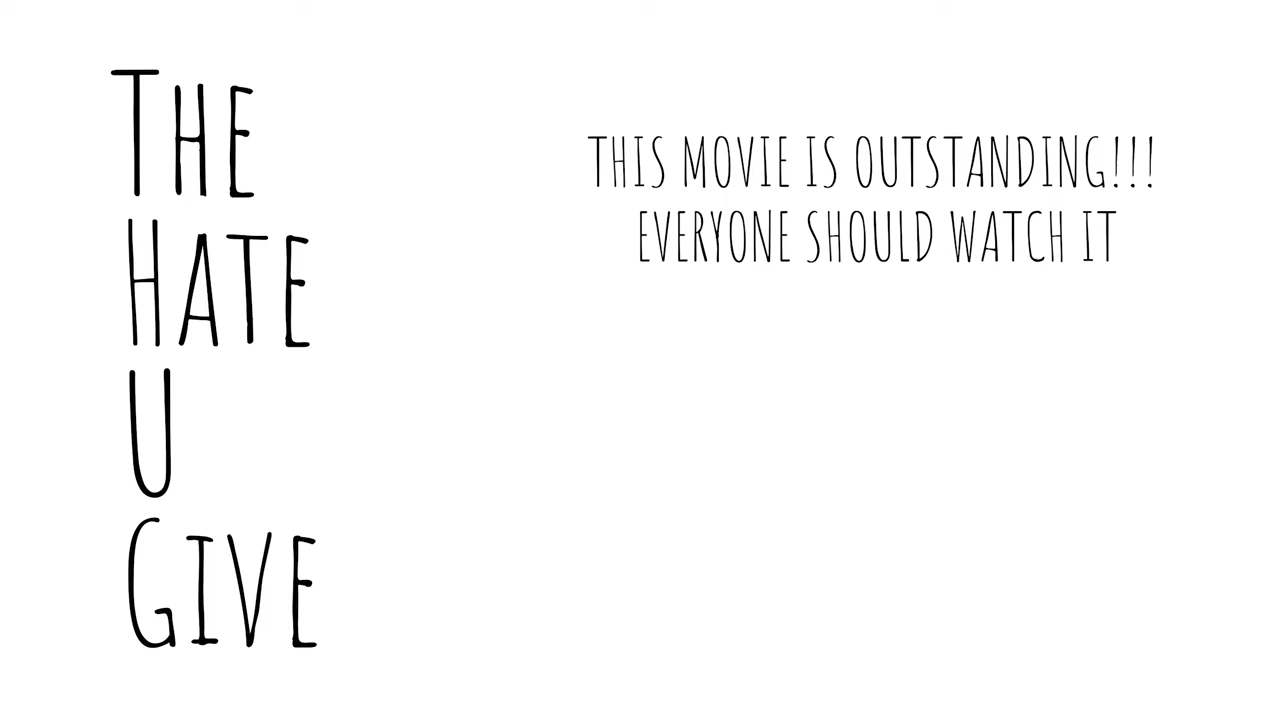 The
Hate
U
Give
THIS MOVIE IS OUTSTANDING!!!
EVERYONE SHOULD WATCH IT